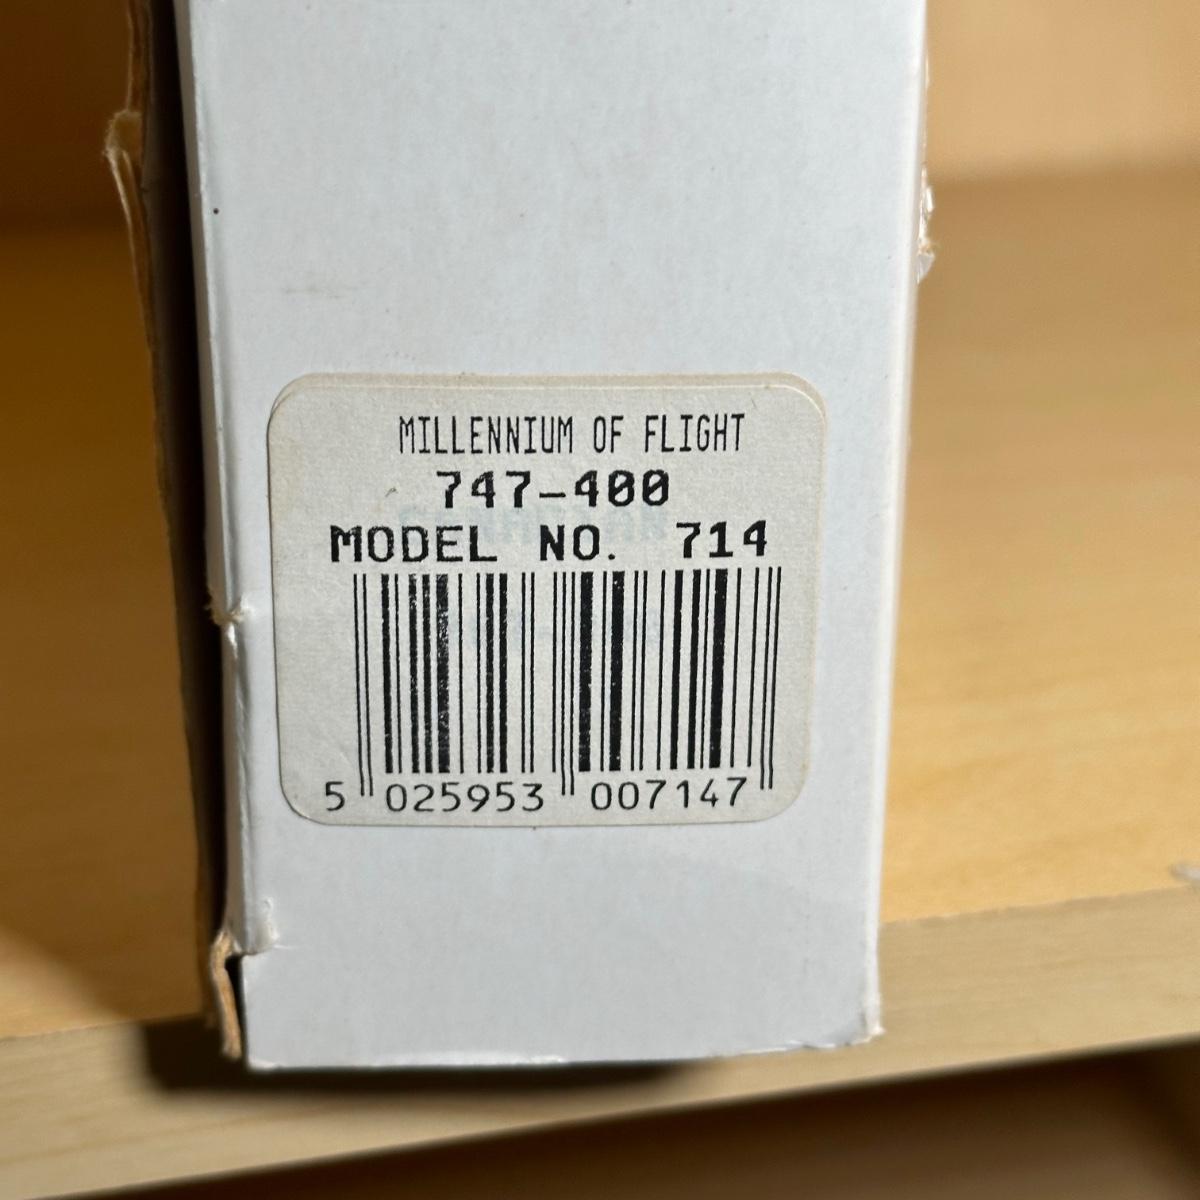 MILLENNIUM OF FLIGHT
747-400
MODEL NO. 714
5 025953 007147